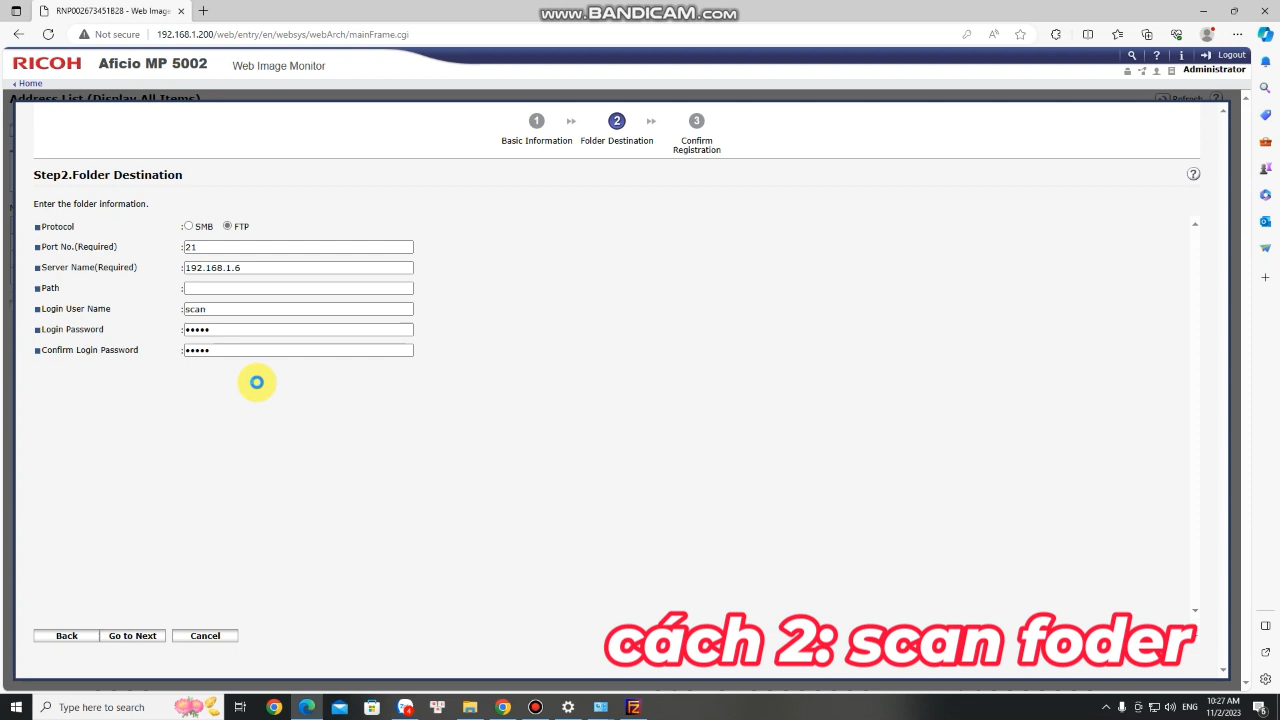 www.BANDICAM.com
RNP002673451B28 - Web Image
Not secure
192.168.1.200/web/entry/en/websys/webArch/mainFrame.cgi
RICOH
Aficio MP 5002
Web Image Monitor
Logout
Administrator
Home
Address List (Display All Items)
Refresh
1
2
3
Basic Information
Folder Destination
Confirm
Registration
Step2.Folder Destination
Enter the folder information.
Protocol
:
SMB
FTP
Port No.(Required)
:21
Server Name(Required)
:192.168.1.6
Path
:
Login User Name
:scan
Login Password
:•••••
Confirm Login Password
:•••••
Back
Go to Next
Cancel
cách 2: scan foder
Type here to search
4
ENG
10:27 AM
11/2/2023
5